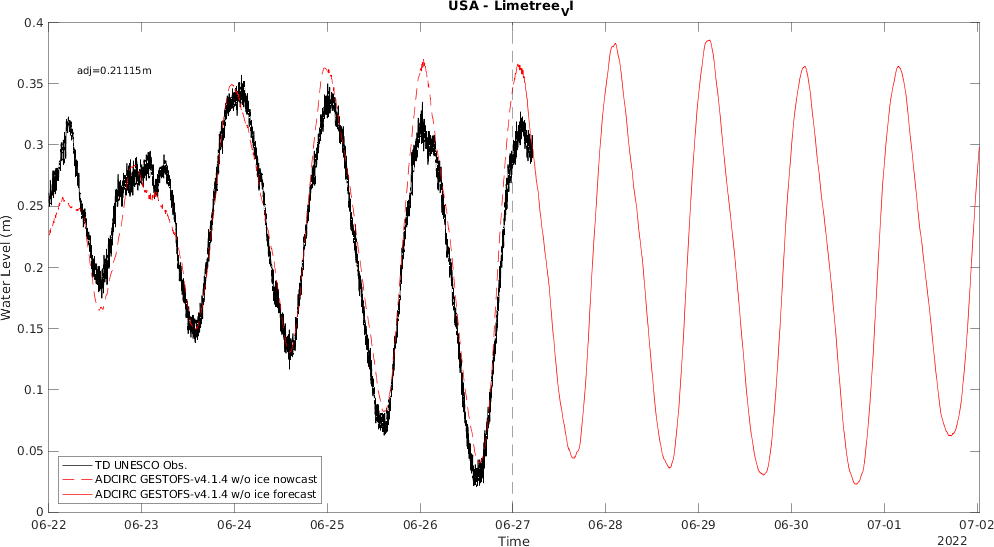 USA - Limetree_VI
adj=0.21115m
0.4
0.35
0.3
0.25
0.2
0.15
0.1
0.05
0
Water Level (m)
TD UNESCO Obs.
ADCIRC GESTOFS-v4.1.4 w/o ice nowcast
ADCIRC GESTOFS-v4.1.4 w/o ice forecast
06-22 06-23 06-24 06-25 06-26 06-27 06-28 06-29 06-30 07-01 07-02
Time
2022